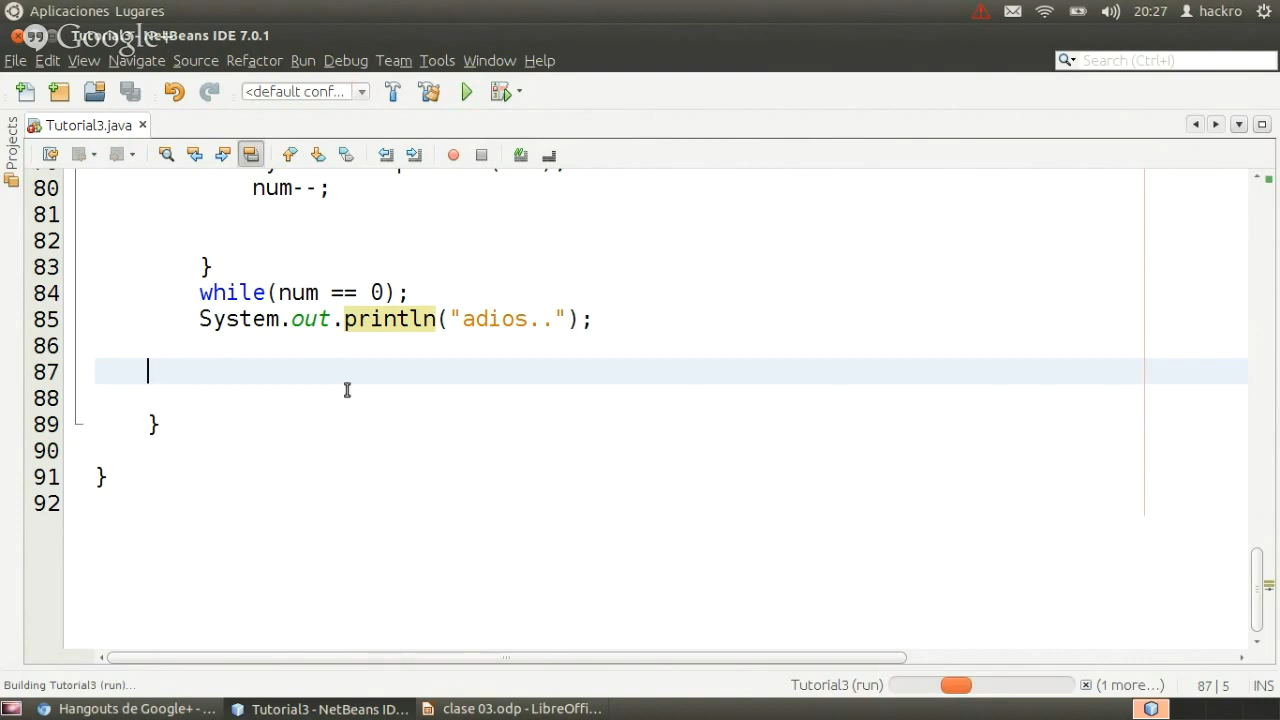 Aplicaciones Lugares
20:27 hackro
Google+
Tutorial3 - NetBeans IDE 7.0.1
File Edit View Navigate Source Refactor Run Debug Team Tools Window Help
Search (Ctrl+I)
<default conf...
Projects
Tutorial3.java
80 num--;
81
82
83 }
84 while(num == 0);
85 System.out.println("adios..");
86
87
88
89 }
90
91 }
92
Building Tutorial3 (run)... Tutorial3 (run) (1 more...) 87 | 5 INS
Hangouts de Google+ - ... Tutorial3 - NetBeans ID... clase 03.odp - LibreOffi...